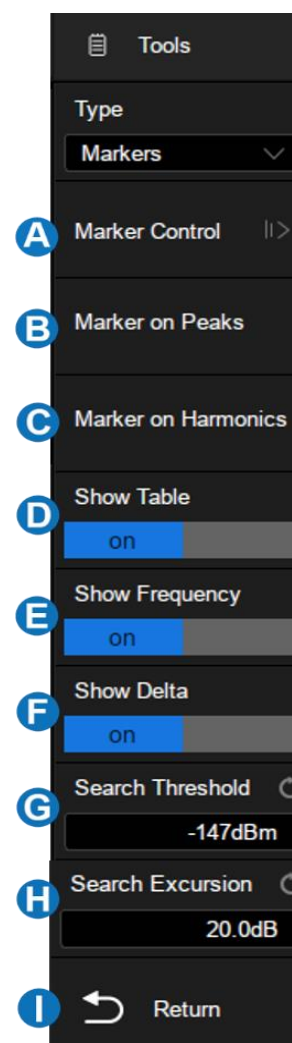 Tools
Type
Markers
A Marker Control
B Marker on Peaks
C Marker on Harmonics
D Show Table
on
E Show Frequency
on
F Show Delta
on
G Search Threshold
-147dBm
H Search Excursion
20.0dB
I Return